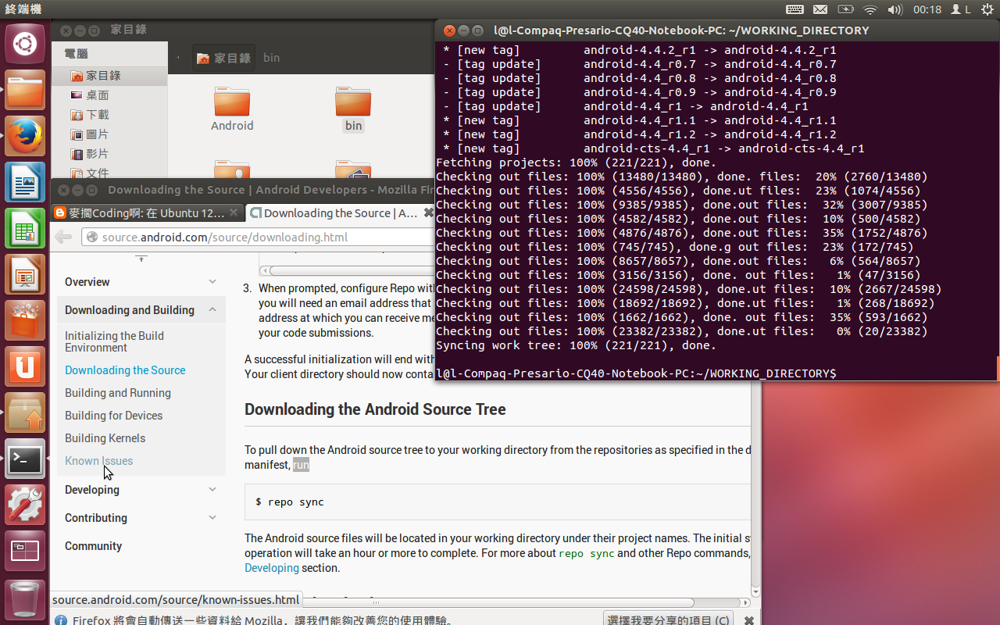 終端機
00:18
L
家目錄
電腦
家目錄
桌面
下載
圖片
影片
文件
家目錄
bin
Android
bin
l@l-Compaq-Presario-CQ40-Notebook-PC: ~/WORKING_DIRECTORY
* [new tag]         android-4.4.2_r1 -> android-4.4.2_r1
- [tag update]      android-4.4_r0.7 -> android-4.4_r0.7
- [tag update]      android-4.4_r0.8 -> android-4.4_r0.8
- [tag update]      android-4.4_r0.9 -> android-4.4_r0.9
- [tag update]      android-4.4_r1 -> android-4.4_r1
* [new tag]         android-4.4_r1.1 -> android-4.4_r1.1
* [new tag]         android-4.4_r1.2 -> android-4.4_r1.2
* [new tag]         android-cts-4.4_r1 -> android-cts-4.4_r1
Fetching projects: 100% (221/221), done.
Checking out files: 100% (13480/13480), done. files:  20% (2760/13480)
Checking out files: 100% (4556/4556), done.ut files:  23% (1074/4556)
Checking out files: 100% (9385/9385), done.out files:  32% (3007/9385)
Checking out files: 100% (4582/4582), done.out files:  10% (500/4582)
Checking out files: 100% (4876/4876), done.out files:  35% (1752/4876)
Checking out files: 100% (745/745), done.g out files:  23% (172/745)
Checking out files: 100% (8657/8657), done.out files:   6% (564/8657)
Checking out files: 100% (3156/3156), done. out files:   1% (47/3156)
Checking out files: 100% (24598/24598), done.ut files:  10% (2667/24598)
Checking out files: 100% (18692/18692), done.ut files:   1% (268/18692)
Checking out files: 100% (1662/1662), done. out files:  35% (593/1662)
Checking out files: 100% (23382/23382), done.ut files:   0% (20/23382)
Syncing work tree: 100% (221/221), done.
l@l-Compaq-Presario-CQ40-Notebook-PC:~/WORKING_DIRECTORY$
Downloading the Source | Android Developers - Mozilla Fir
麥擱Coding啊: 在 Ubuntu 12...
Downloading the Source | A...
source.android.com/source/downloading.html
Overview
Downloading and Building
Initializing the Build
Environment
Downloading the Source
Building and Running
Building for Devices
Building Kernels
Known Issues
Developing
Contributing
Community
3. When prompted, configure Repo with
you will need an email address that
address at which you can receive me
your code submissions.
A successful initialization will end with
Your client directory should now conta
Downloading the Android Source Tree
To pull down the Android source tree to your working directory from the repositories as specified in the d
manifest, run
$ repo sync
The Android source files will be located in your working directory under their project names. The initial sy
operation will take an hour or more to complete. For more about repo sync and other Repo commands,
Developing section.
source.android.com/source/known-issues.html
Firefox 將會自動傳送一些資料給 Mozilla，讓我們能夠改善您的使用體驗。
選擇我要分享的項目 (C)